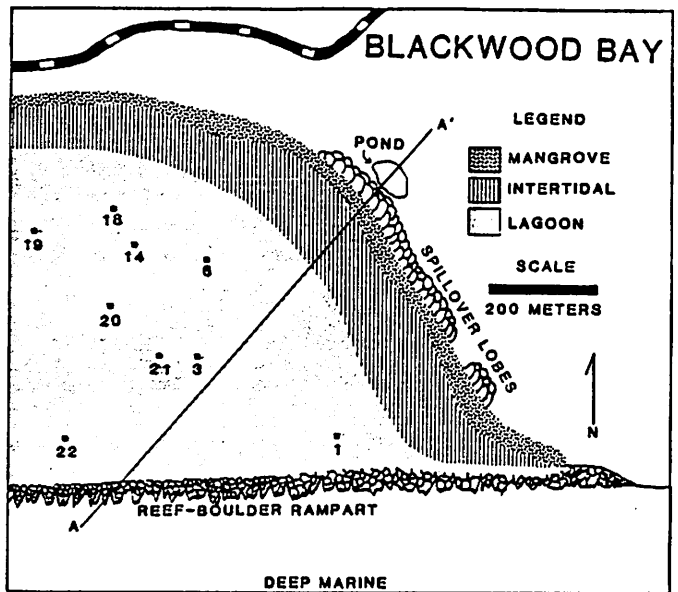 BLACKWOOD BAY
A'
LEGEND
POND
MANGROVE
INTERTIDAL
LAGOON
18
19
14
6
SPILLOVER LOBES
SCALE
200 METERS
20
21
3
N
22
1
A
REEF-BOULDER RAMPART
DEEP MARINE